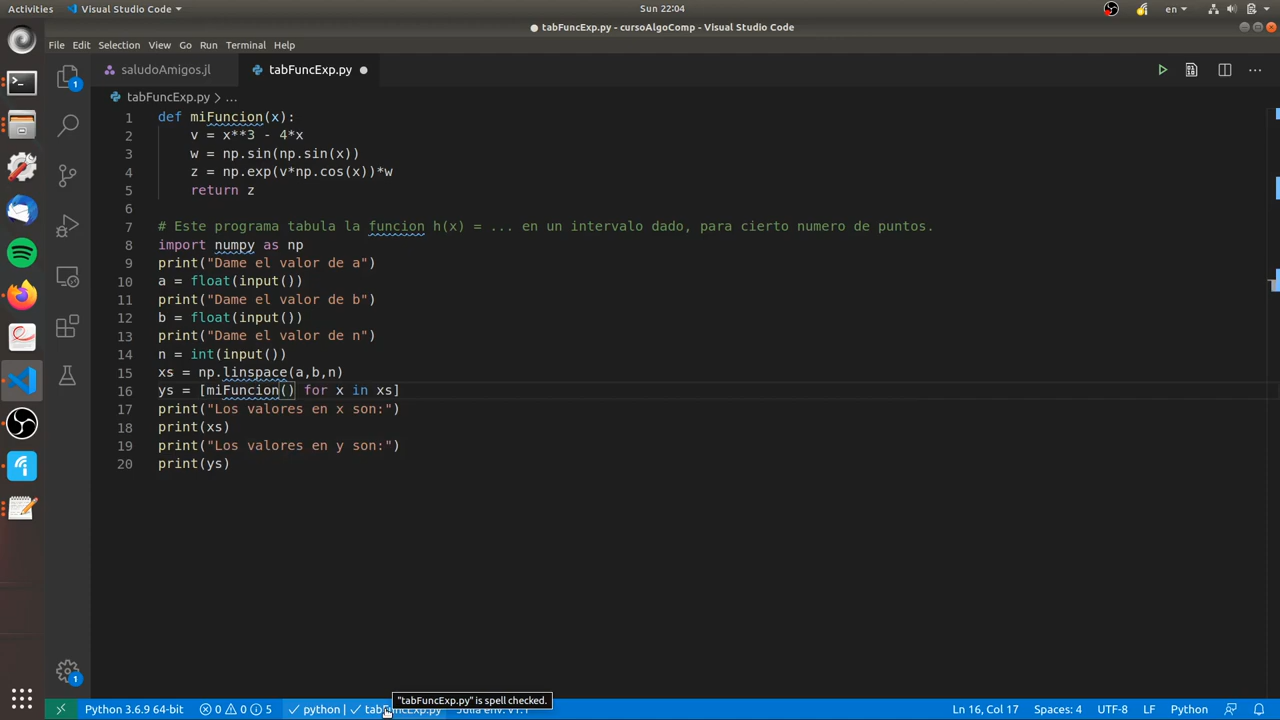 Activities Visual Studio Code Sun 22:04 en
tabFuncExp.py - cursoAlgoComp - Visual Studio Code
File Edit Selection View Go Run Terminal Help
saludoAmigos.jl tabFuncExp.py
tabFuncExp.py > ...
1 def miFuncion(x):
2 v = x**3 - 4*x
3 w = np.sin(np.sin(x))
4 z = np.exp(v*np.cos(x))*w
5 return z
6
7 # Este programa tabula la funcion h(x) = ... en un intervalo dado, para cierto numero de puntos.
8 import numpy as np
9 print("Dame el valor de a")
10 a = float(input())
11 print("Dame el valor de b")
12 b = float(input())
13 print("Dame el valor de n")
14 n = int(input())
15 xs = np.linspace(a,b,n)
16 ys = [miFuncion() for x in xs]
17 print("Los valores en x son:")
18 print(xs)
19 print("Los valores en y son:")
20 print(ys)
1
1
"tabFuncExp.py" is spell checked.
Python 3.6.9 64-bit 0 0 5 python | tabFuncExp.py Julia env: v1.1 Ln 16, Col 17 Spaces: 4 UTF-8 LF Python